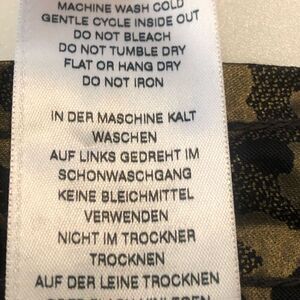 MACHINE WASH COLD
GENTLE CYCLE INSIDE OUT
DO NOT BLEACH
DO NOT TUMBLE DRY
FLAT OR HANG DRY
DO NOT IRON
IN DER MASCHINE KALT
WASCHEN
AUF LINKS GEDREHT IM
SCHONWASCHGANG
KEINE BLEICHMITTEL
VERWENDEN
NICHT IM TROCKNER
TROCKNEN
AUF DER LEINE TROCKNEN